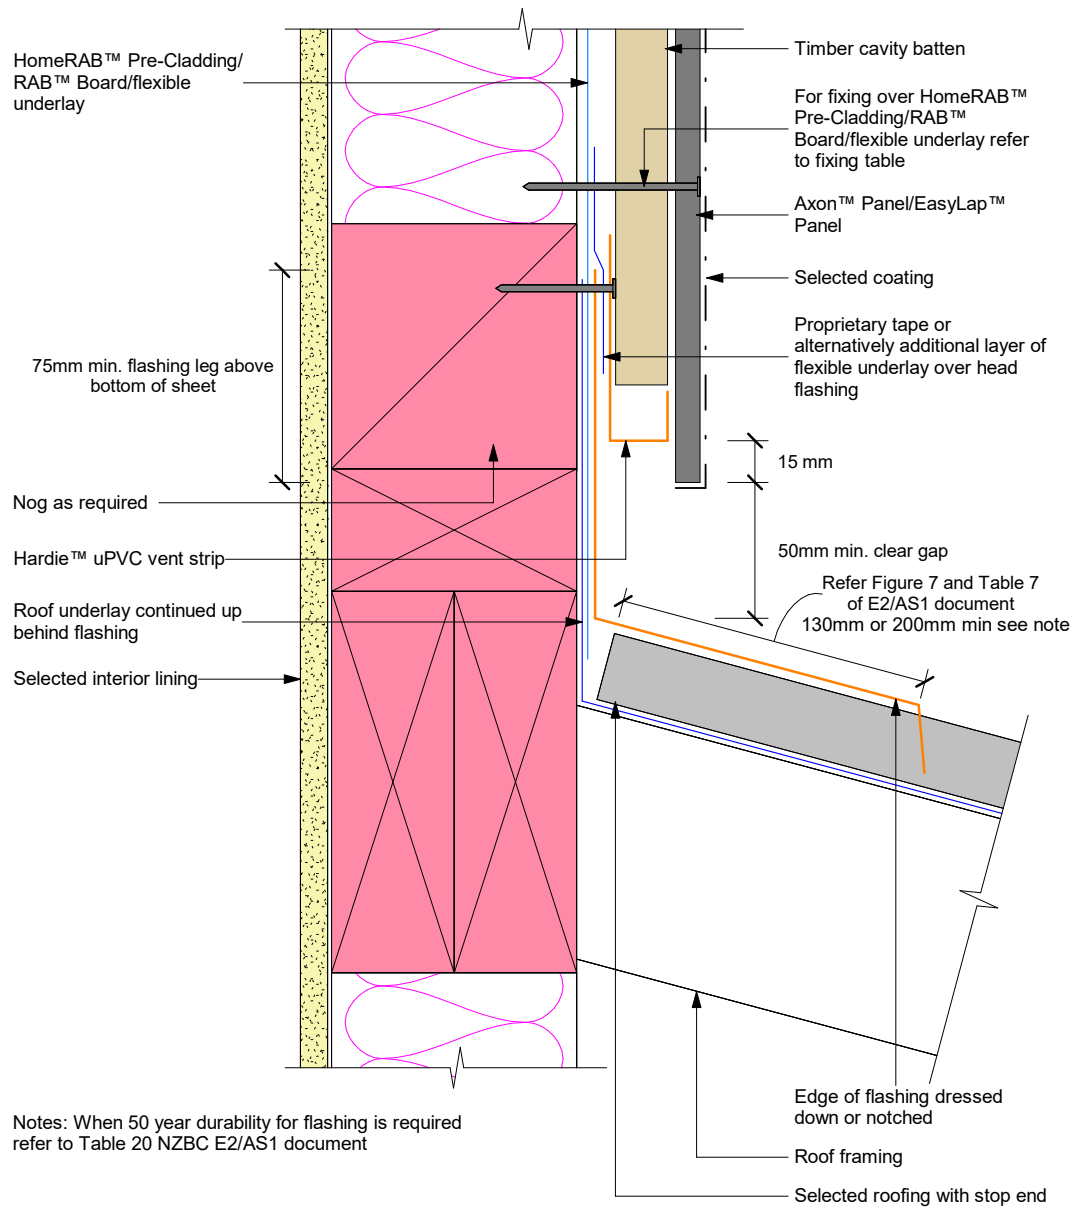 HomeRAB™ Pre-Cladding/
RAB™ Board/flexible
underlay
75mm min. flashing leg above
bottom of sheet
Nog as required
Hardie™ uPVC vent strip
Roof underlay continued up
behind flashing
Selected interior lining
Timber cavity batten
For fixing over HomeRAB™
Pre-Cladding/RAB™
Board/flexible underlay refer
to fixing table
Axon™ Panel/EasyLap™
Panel
Selected coating
Proprietary tape or
alternatively additional layer of
flexible underlay over head
flashing
15 mm
50mm min. clear gap
Refer Figure 7 and Table 7
of E2/AS1 document
130mm or 200mm min see note
Edge of flashing dressed
down or notched
Roof framing
Selected roofing with stop end
Notes: When 50 year durability for flashing is required
refer to Table 20 NZBC E2/AS1 document